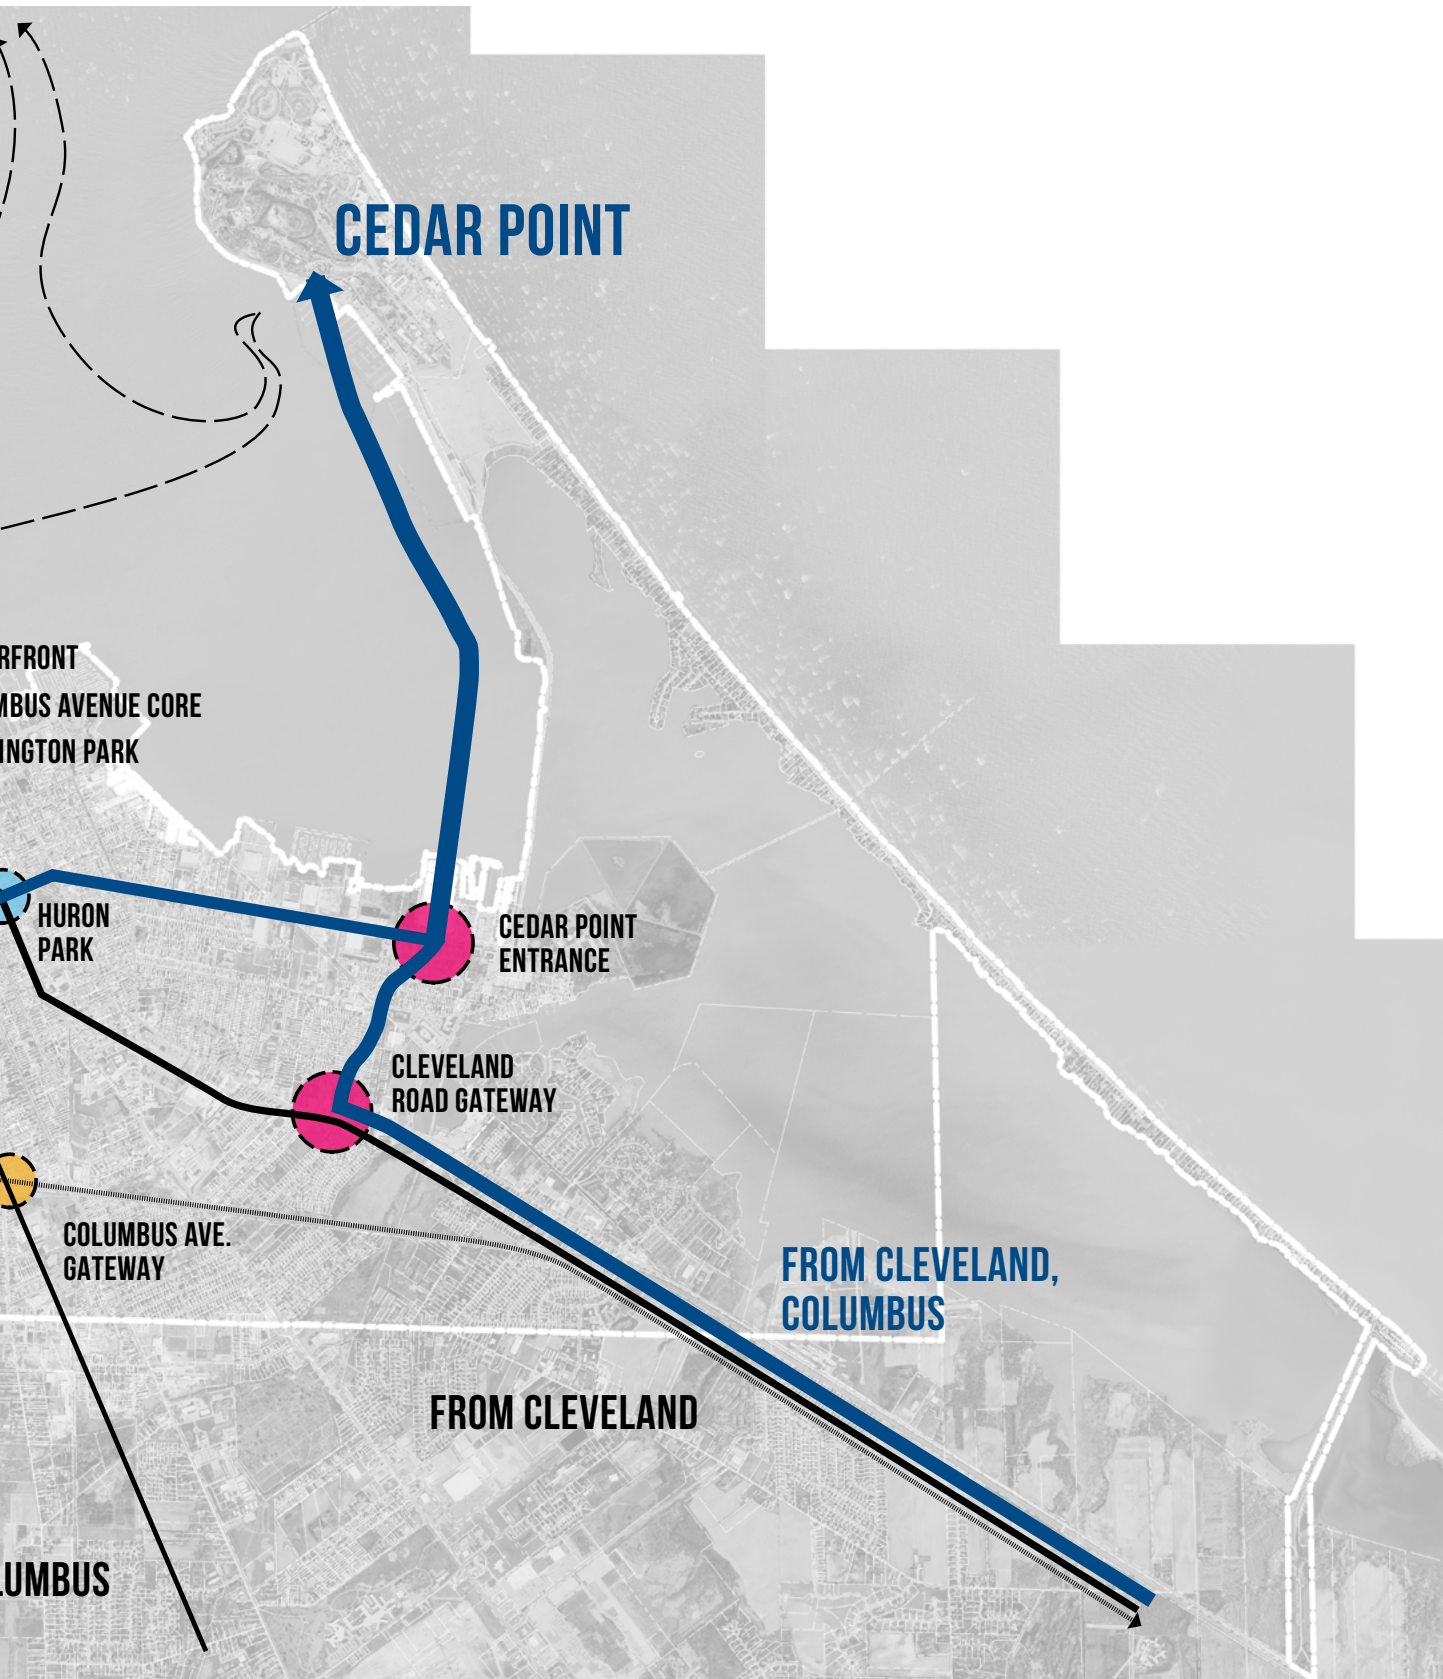 CEDAR POINT
RFRONT
MBUS AVENUE CORE
INGTON PARK
HURON
PARK
CEDAR POINT
ENTRANCE
CLEVELAND
ROAD GATEWAY
COLUMBUS AVE.
GATEWAY
FROM CLEVELAND,
COLUMBUS
FROM CLEVELAND
LUMBUS